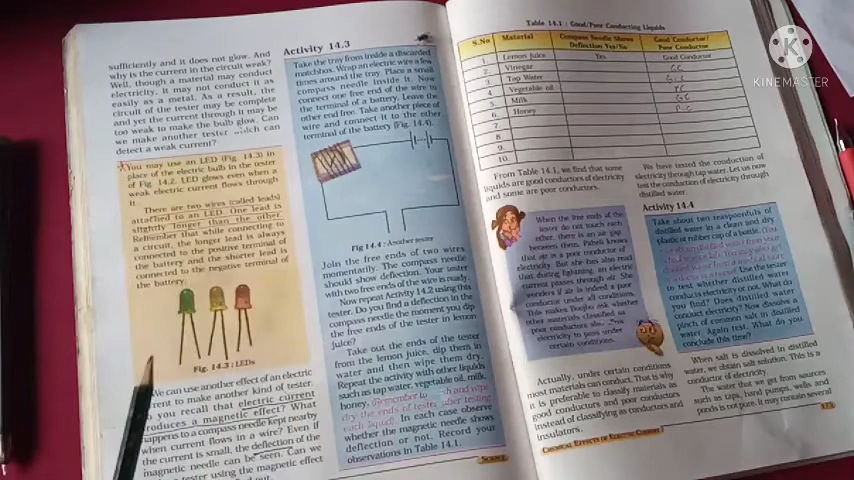 sufficiently and it does not glow. And
why is the current in the circuit weak?
Well, though a material may conduct
electricity, it may not conduct it as
easily as a metal. As a result, the
circuit of the tester may be complete
and yet the current through it may be
too weak to make the bulb glow. Can
we make another tester which can
detect a weak current?
You may use an LED (Fig 14.3) in
place of the electric bulb in the tester
of Fig. 14.2. LED glows even when a
weak electric current flows through
it.
There are two wires (called leads)
attached to an LED. One lead is
slightly longer than the other.
Remember that while connecting to
a circuit, the longer lead is always
connected to the positive terminal of
the battery and the shorter lead is
connected to the negative terminal of
the battery.
Fig. 14.3 : LEDs
We can use another effect of an electric
current to make another kind of tester.
you recall that electric current
produces a magnetic effect? What
happens to a compass needle kept nearby
when current flows in a wire? Even if
the current is small, the deflection of the
magnetic needle can be seen. Can we
tester using the magnetic effect
Activity 14.3
Take the tray from inside a discarded
matchbox. Wrap an electric wire a few
times around the tray. Place a small
compass needle inside it. Now
connect one free end of the wire to
the terminal of a battery. Leave the
other end free. Take another piece of
wire and connect it to the other
terminal of the battery (Fig. 14.4).
Fig 14.4 : Another tester
Join the free ends of two wires
momentarily. The compass needle
should show deflection. Your tester
with two free ends of the wire is ready.
Now repeat Activity 14.2 using this
tester. Do you find a deflection in the
compass needle the moment you dip
the free ends of the tester in lemon
juice?
Take out the ends of the tester
from the lemon juice, dip them in
water and then wipe them dry.
Repeat the activity with other liquids
such as tap water, vegetable oil, milk,
honey. (Remember to and wipe
dry the ends of tester after testing
each liquid). In each case observe
whether the magnetic needle shows
deflection or not. Record your
observations in Table 14.1.
SCIENCE
Table 14.1 : Good/Poor Conducting Liquids
S.No Material Compass Needle Shows Deflection Yes/No Good Conductor/ Poor Conductor
1. Lemon juice Yes Good Conductor
2. Vinegar G.C
3. Tap Water G.C
4. Vegetable oil P.C
5. Milk G.C
6. Honey P.C
7.
8.
9.
10.
From Table 14.1, we find that some
liquids are good conductors of electricity
and some are poor conductors.
When the free ends of the
tester do not touch each
other, there is an air gap
between them. Paheli knows
that air is a poor conductor of
electricity. But she has also read
that during lightning, an electric
current passes through air. She
wonders if air is indeed a poor
conductor under all conditions.
This makes Boojho ask whether
other materials classified as
poor conductors also
electricity to pass under
certain conditions.
Actually, under certain conditions
most materials can conduct. That is why
it is preferable to classify materials as
good conductors and poor conductors
instead of classifying as conductors and
insulators.
We have tested the conduction of
electricity through tap water. Let us now
test the conduction of electricity through
distilled water.
Activity 14.4
Take about two teaspoonfuls of
distilled water in a clean and dry
plastic or rubber cap of a bottle. (You
Use the tester
to test whether distilled water
conducts electricity or not. What do
you find? Does distilled water
conduct electricity? Now dissolve a
pinch of common salt in distilled
water. Again test. What do you
conclude this time?
When salt is dissolved in distilled
water, we obtain salt solution. This is a
conductor of electricity.
The water that we get from sources
such as taps, hand pumps, wells and
ponds is not pure. It may contain several
CHEMICAL EFFECTS OF ELECTRIC CURRENT
KINEMASTER